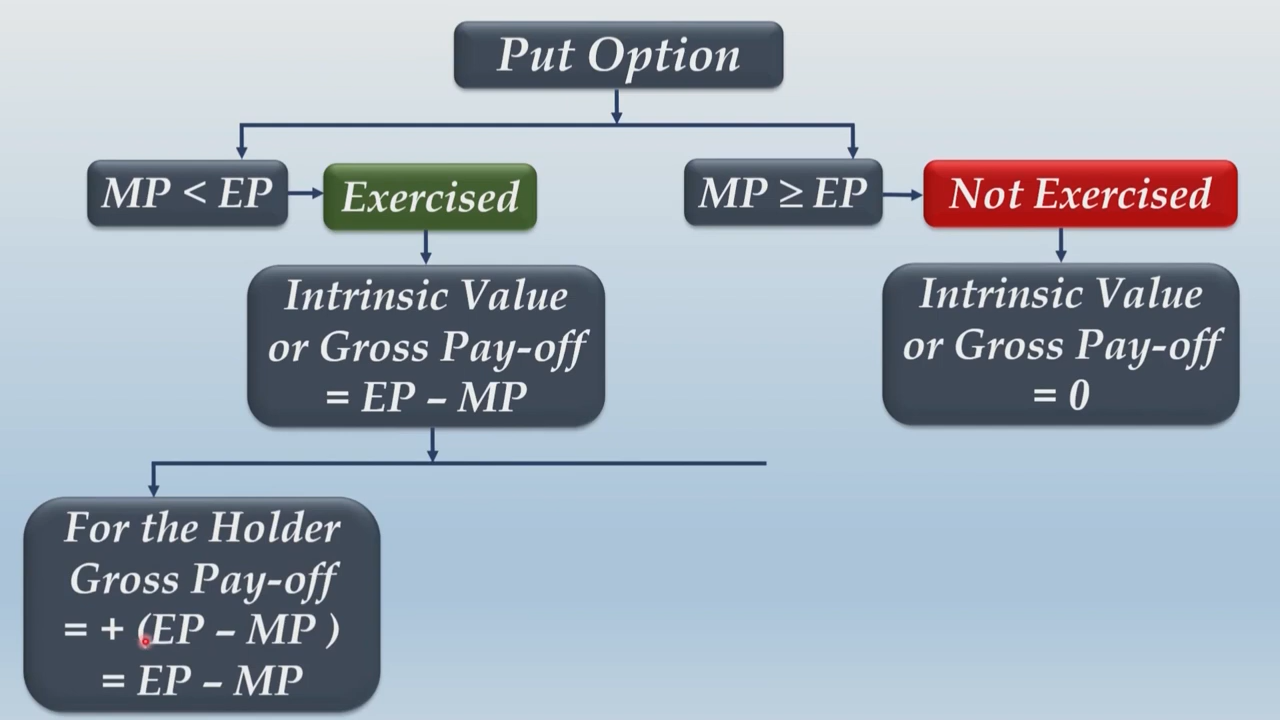 Put Option
MP < EP
Exercised
MP ≥ EP
Not Exercised
Intrinsic Value
or Gross Pay-off
= EP – MP
Intrinsic Value
or Gross Pay-off
= 0
For the Holder
Gross Pay-off
= + (EP – MP )
= EP – MP